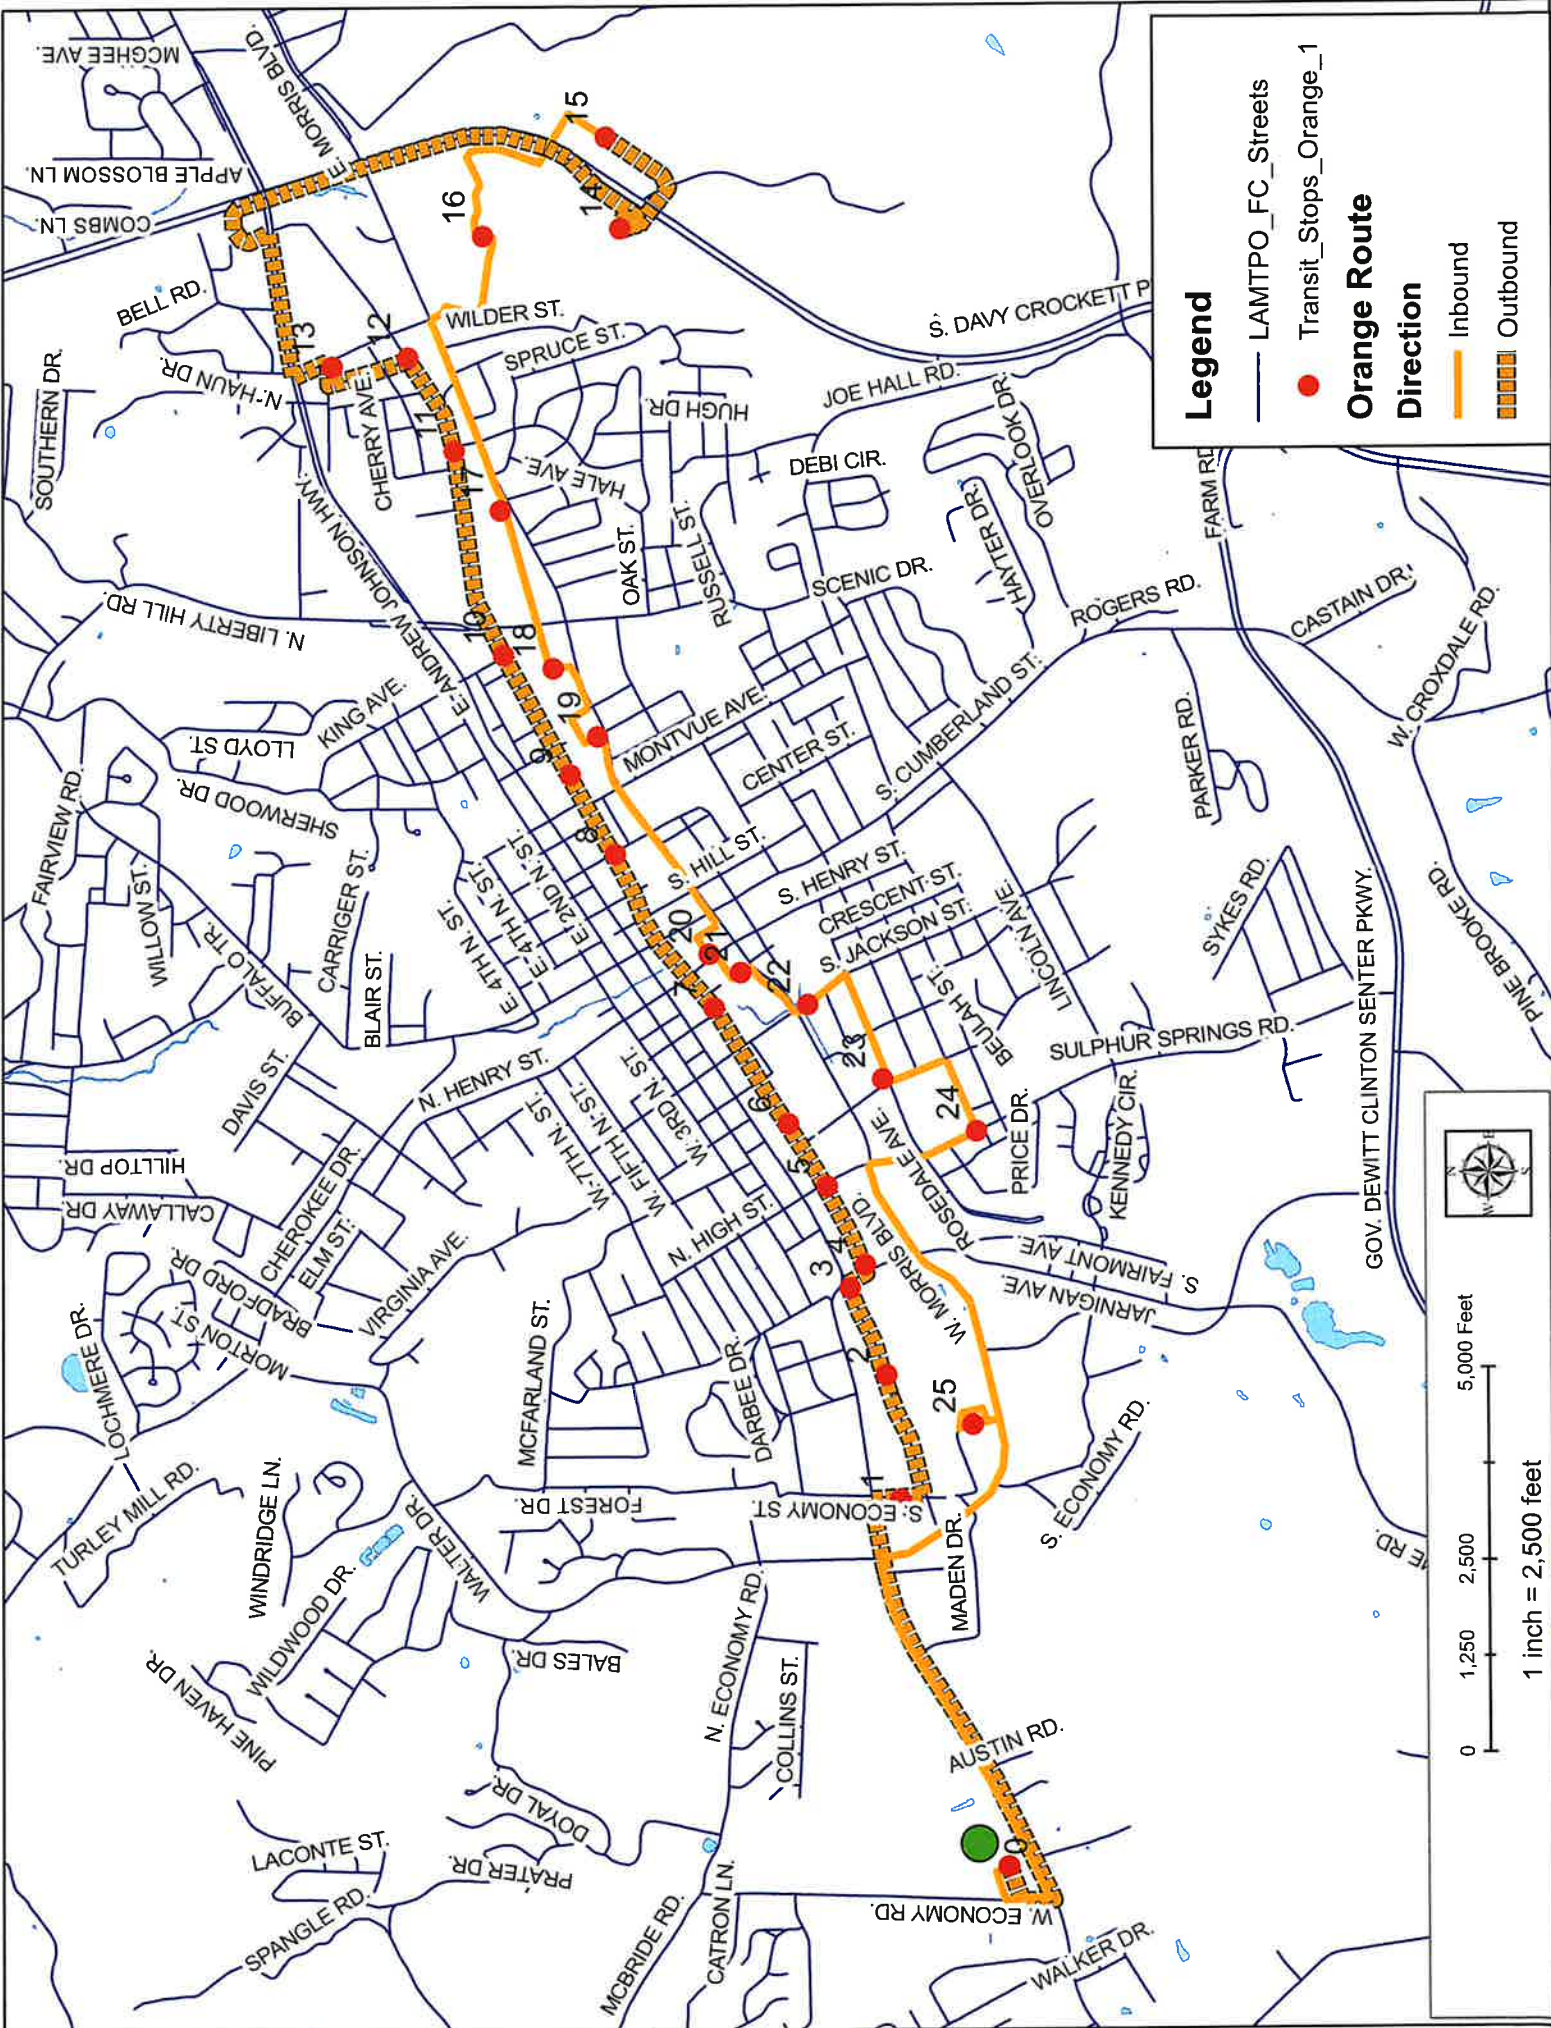 MCGHEE AVE.
E. MORRIS BLVD.
APPLE BLOSSOM LN.
COMBS LN.
BELL RD.
SOUTHERN DR.
N. HAUN DR.
CHERRY AVE.
WILDER ST.
SPRUCE ST.
HUGH DR.
HALE AVE.
OAK ST.
RUSSELL ST.
DEBI CIR.
JOE HALL RD.
S. DAVY CROCKETT P
OVERLOOK DR.
HAYTER DR.
SCENIC DR.
ROGERS RD.
FARM RD
CASTAIN DR.
W. CROXDALE RD.
N. LIBERTY HILL RD.
E. ANDREW JOHNSON HWY.
KING AVE.
LLOYD ST.
SHERWOOD DR.
FAIRVIEW RD.
WILLOW ST.
BUFFALO TR.
CARRIGER ST.
BLAIR ST.
E. 4TH N. ST.
E. 4TH N. ST.
E. 2ND N. ST.
MONTVUE AVE.
CENTER ST.
S. CUMBERLAND ST.
S. HILL ST.
S. HENRY ST.
CRESCENT ST.
S. JACKSON ST.
LINCOLN AVE.
BEULAH ST.
PARKER RD.
SYKES RD.
SULPHUR SPRINGS RD.
GOV. DEWITT CLINTON SENTER PKWY.
PINE BROOKE RD.
DAVIS ST.
N. HENRY ST.
HILLTOP DR.
CALLAWAY DR.
CHEROKEE DR.
ELM ST.
BRADFORD DR.
VIRGINIA AVE.
MORTON ST.
LOCHMERE DR.
W. 7TH N. ST.
W. FIFTH N. ST.
W. 3RD N. ST.
N. HIGH ST.
W. MORRIS BLVD.
ROSEDALE AVE.
PRICE DR.
KENNEDY CIR.
S. FAIRMONT AVE.
JARNIGAN AVE.
MCFARLAND ST.
DARBEE DR.
FOREST DR.
S. ECONOMY ST.
S. ECONOMY RD.
MADEN DR.
TURLEY MILL RD.
WINDRIDGE LN.
WALTER DR.
WILDWOOD DR.
BALES DR.
PINE HAVEN DR.
N. ECONOMY RD.
COLLINS ST.
AUSTIN RD.
DOYAL DR.
PRATER DR.
LACONTE ST.
SPANGLE RD.
MCBRIDE RD.
CATRON LN.
W. ECONOMY RD.
WALKER DR.
ME RD.
0
1
2
3
4
5
6
7
8
9
10
11
12
13
14
15
16
17
18
19
20
21
22
23
24
25
Legend
LAMTPO_FC_Streets
Transit_Stops_Orange_1
Orange Route
Direction
Inbound
Outbound
N
W E
S
0 1,250 2,500 5,000 Feet
1 inch = 2,500 feet